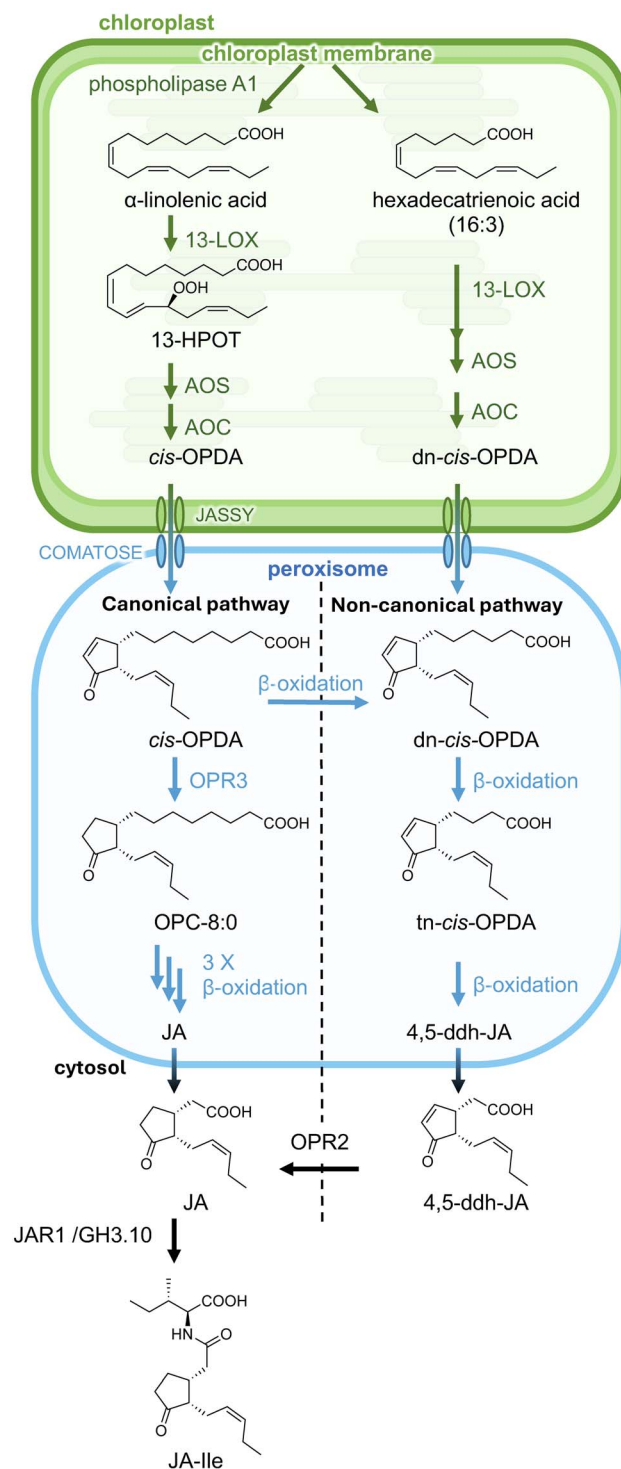 chloroplast
chloroplast membrane
phospholipase A1
COOH
COOH
α-linolenic acid
hexadecatrienoic acid
(16:3)
13-LOX
COOH
OOH
13-HPOT
13-LOX
AOS
AOS
AOC
AOC
cis-OPDA
dn-cis-OPDA
JASSY
COMATOSE
peroxisome
Canonical pathway
Non-canonical pathway
COOH
COOH
O
O
β-oxidation
cis-OPDA
dn-cis-OPDA
OPR3
β-oxidation
COOH
COOH
O
O
OPC-8:0
tn-cis-OPDA
3 X
β-oxidation
β-oxidation
JA
4,5-ddh-JA
cytosol
COOH
COOH
O
O
OPR2
JA
4,5-ddh-JA
JAR1 /GH3.10
COOH
HN
O
O
JA-Ile